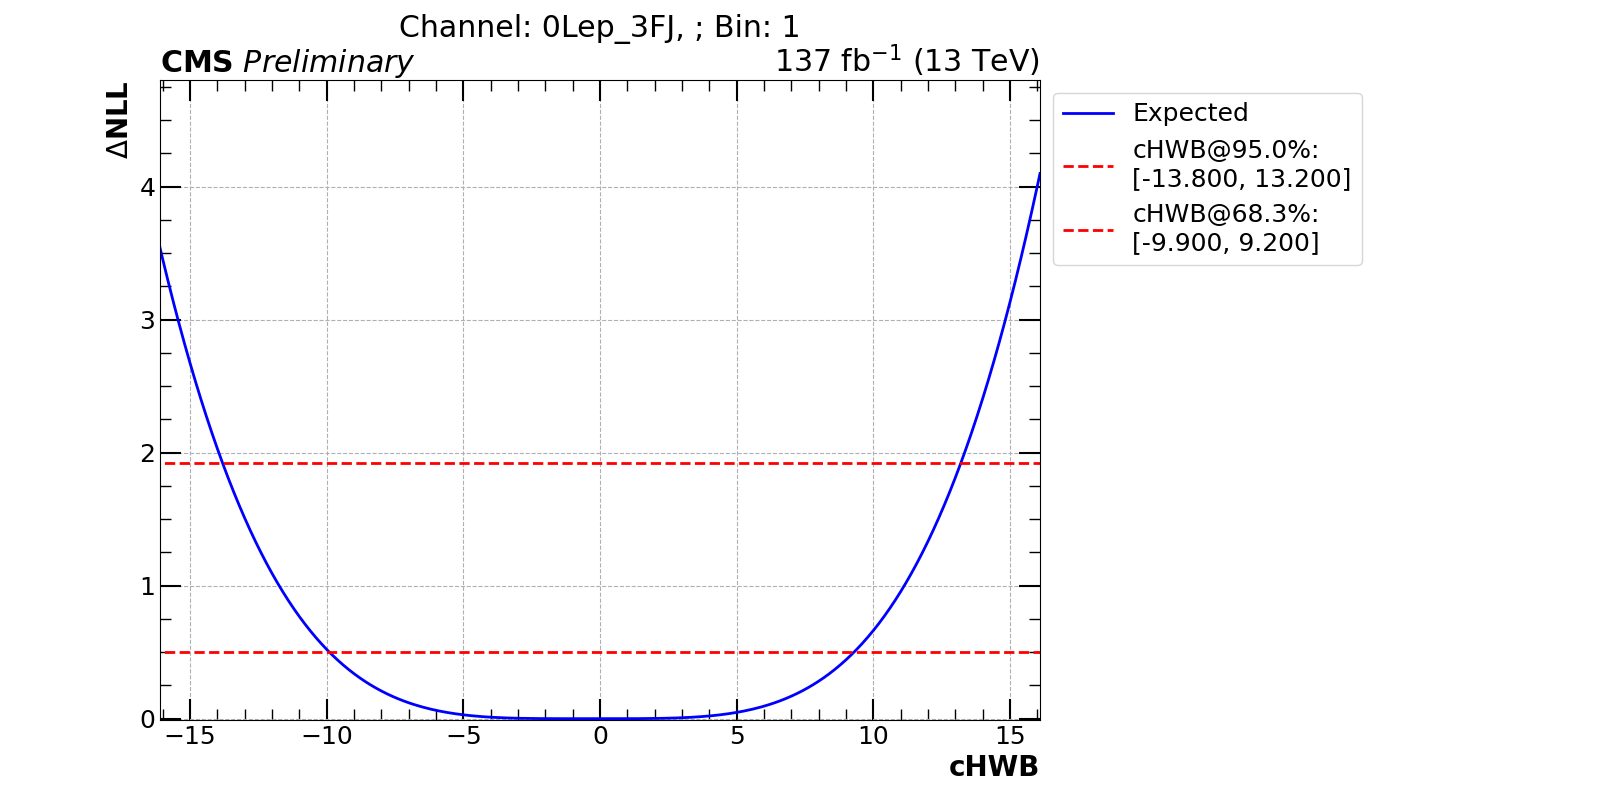 Channel: 0Lep_3FJ, ; Bin: 1
CMS Preliminary
137 fb⁻¹ (13 TeV)
ΔNLL
4
3
2
1
0
−15
−10
−5
0
5
10
15
cHWB
Expected
cHWB@95.0%:
[-13.800, 13.200]
cHWB@68.3%:
[-9.900, 9.200]